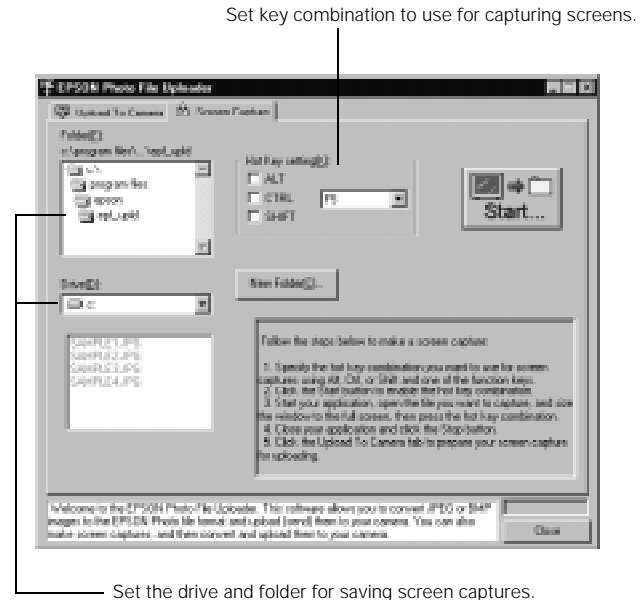 Set key combination to use for capturing screens.
EPSON Photo File Uploader
Upload To Camera
Screen Capture
Folder(F):
c:\program files\...\epl_upld
c:\
program files
epson
epl_upld
Hot Key setting(K):
ALT
CTRL
SHIFT
F5
Start...
Drive(D):
c:
New Folder(C)...
SAMPLE1.JPG
SAMPLE2.JPG
SAMPLE3.JPG
SAMPLE4.JPG
Follow the steps below to make a screen capture:
1. Specify the hot key combination you want to use for screen
captures using Alt, Ctrl, or Shift and one of the function keys.
2. Click the Start button to enable the hot key combination.
3. Start your application, open the file you want to capture, and size
the window to the full screen, then press the hot key combination.
4. Close your application and click the Stop button.
5. Click the Upload To Camera tab to prepare your screen capture
for uploading.
Welcome to the EPSON Photo File Uploader. This software allows you to convert JPEG or BMP
images to the EPSON Photo file format and upload (send) them to your camera. You can also
make screen captures, and then convert and upload them to your camera.
Close
Set the drive and folder for saving screen captures.